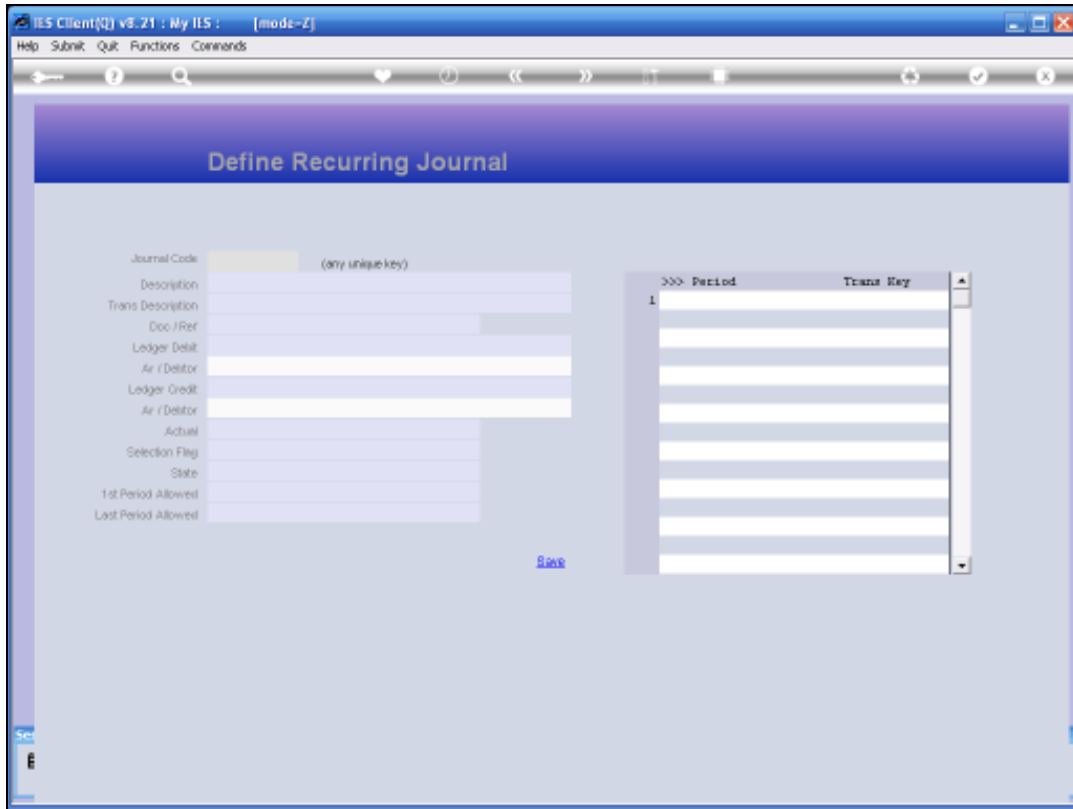 IES Client(Q) v8.21 : My IES : [mode=Z]
Help Submit Quit Functions Commands
Define Recurring Journal
Journal Code (any unique key)
Description
Trans Description
Doc / Ref
Ledger Debit
Ar / Debtor
Ledger Credit
Ar / Debtor
Actual
Selection Flag
State
1st Period Allowed
Last Period Allowed
Save
>>> Period Trans Key
1